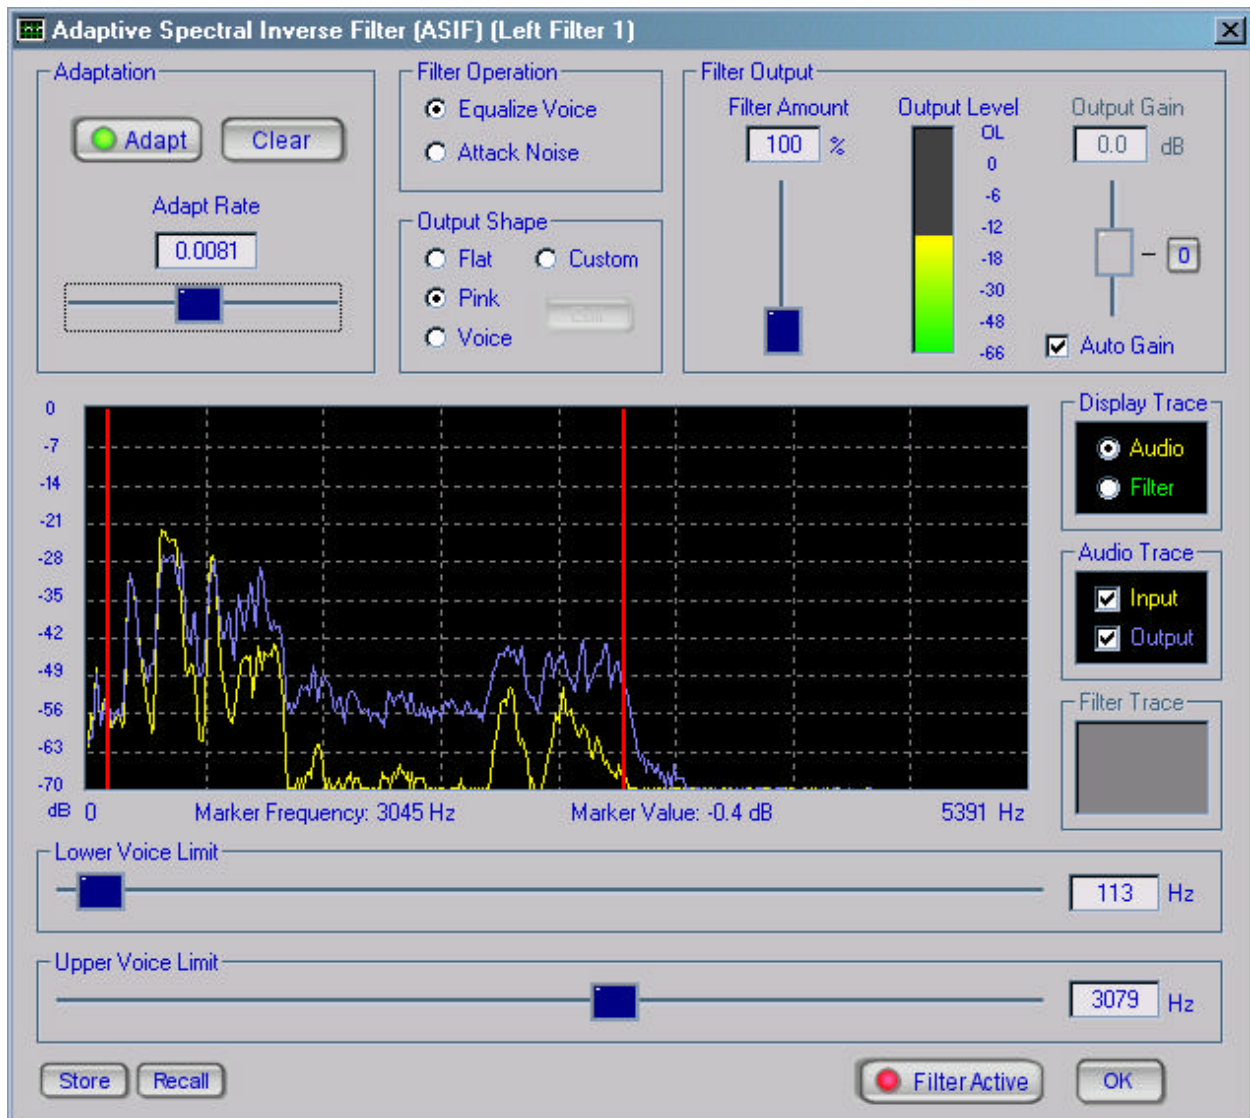 Adaptive Spectral Inverse Filter (ASIF) (Left Filter 1)
Adaptation
Adapt
Clear
Adapt Rate
0.0081
Filter Operation
Equalize Voice
Attack Noise
Output Shape
Flat
Custom
Pink
Voice
Filter Output
Filter Amount
100 %
Output Level
OL
0
-6
-12
-18
-30
-48
-66
Output Gain
0.0 dB
0
Auto Gain
0
-7
-14
-21
-28
-35
-42
-49
-56
-63
-70
dB 0 Marker Frequency: 3045 Hz Marker Value: -0.4 dB 5391 Hz
Display Trace
Audio
Filter
Audio Trace
Input
Output
Filter Trace
Lower Voice Limit
113 Hz
Upper Voice Limit
3079 Hz
Store
Recall
Filter Active
OK